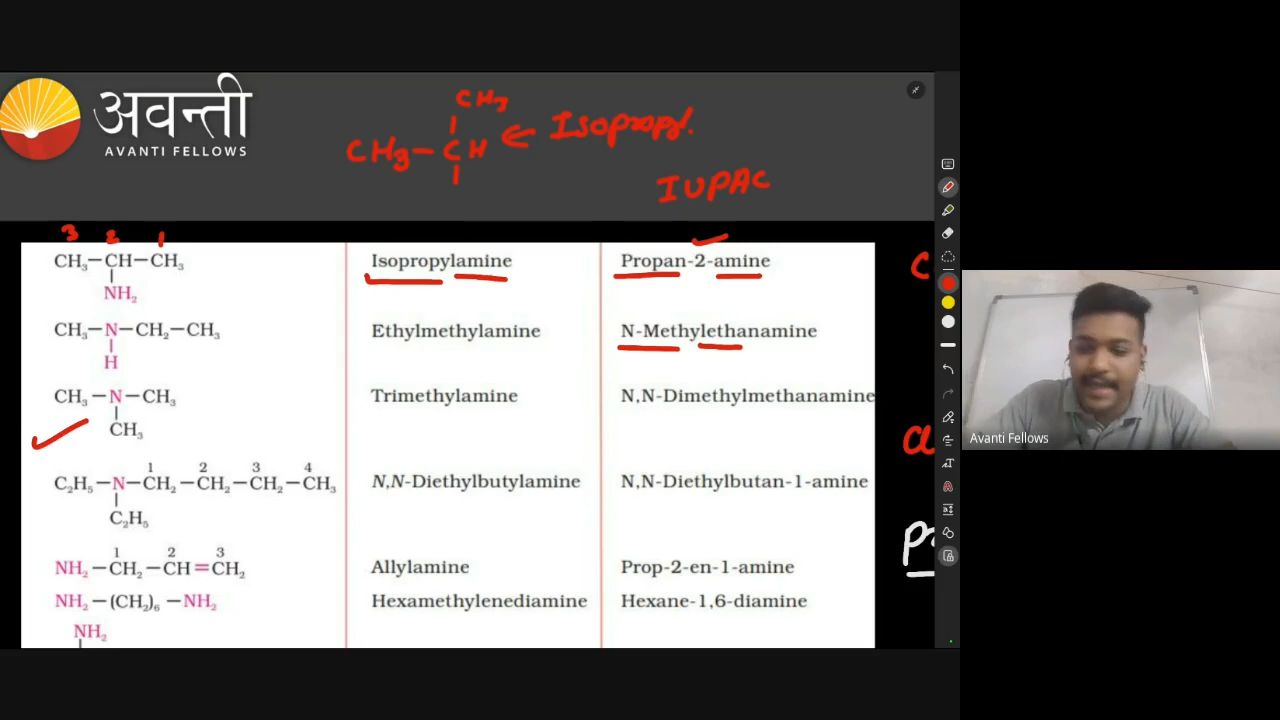 अवन्ती
AVANTI FELLOWS
CH₃
CH₃-CH ← Isopropyl.
IUPAC
3 2 1
CH₃-CH-CH₃ Isopropylamine Propan-2-amine
NH₂
CH₃-N-CH₂-CH₃ Ethylmethylamine N-Methylethanamine
H
CH₃-N-CH₃ Trimethylamine N,N-Dimethylmethanamine
CH₃
1 2 3 4
C₂H₅-N-CH₂-CH₂-CH₂-CH₃ N,N-Diethylbutylamine N,N-Diethylbutan-1-amine
C₂H₅
1 2 3
NH₂-CH₂-CH=CH₂ Allylamine Prop-2-en-1-amine
NH₂-(CH₂)₆-NH₂ Hexamethylenediamine Hexane-1,6-diamine
NH₂
Avanti Fellows